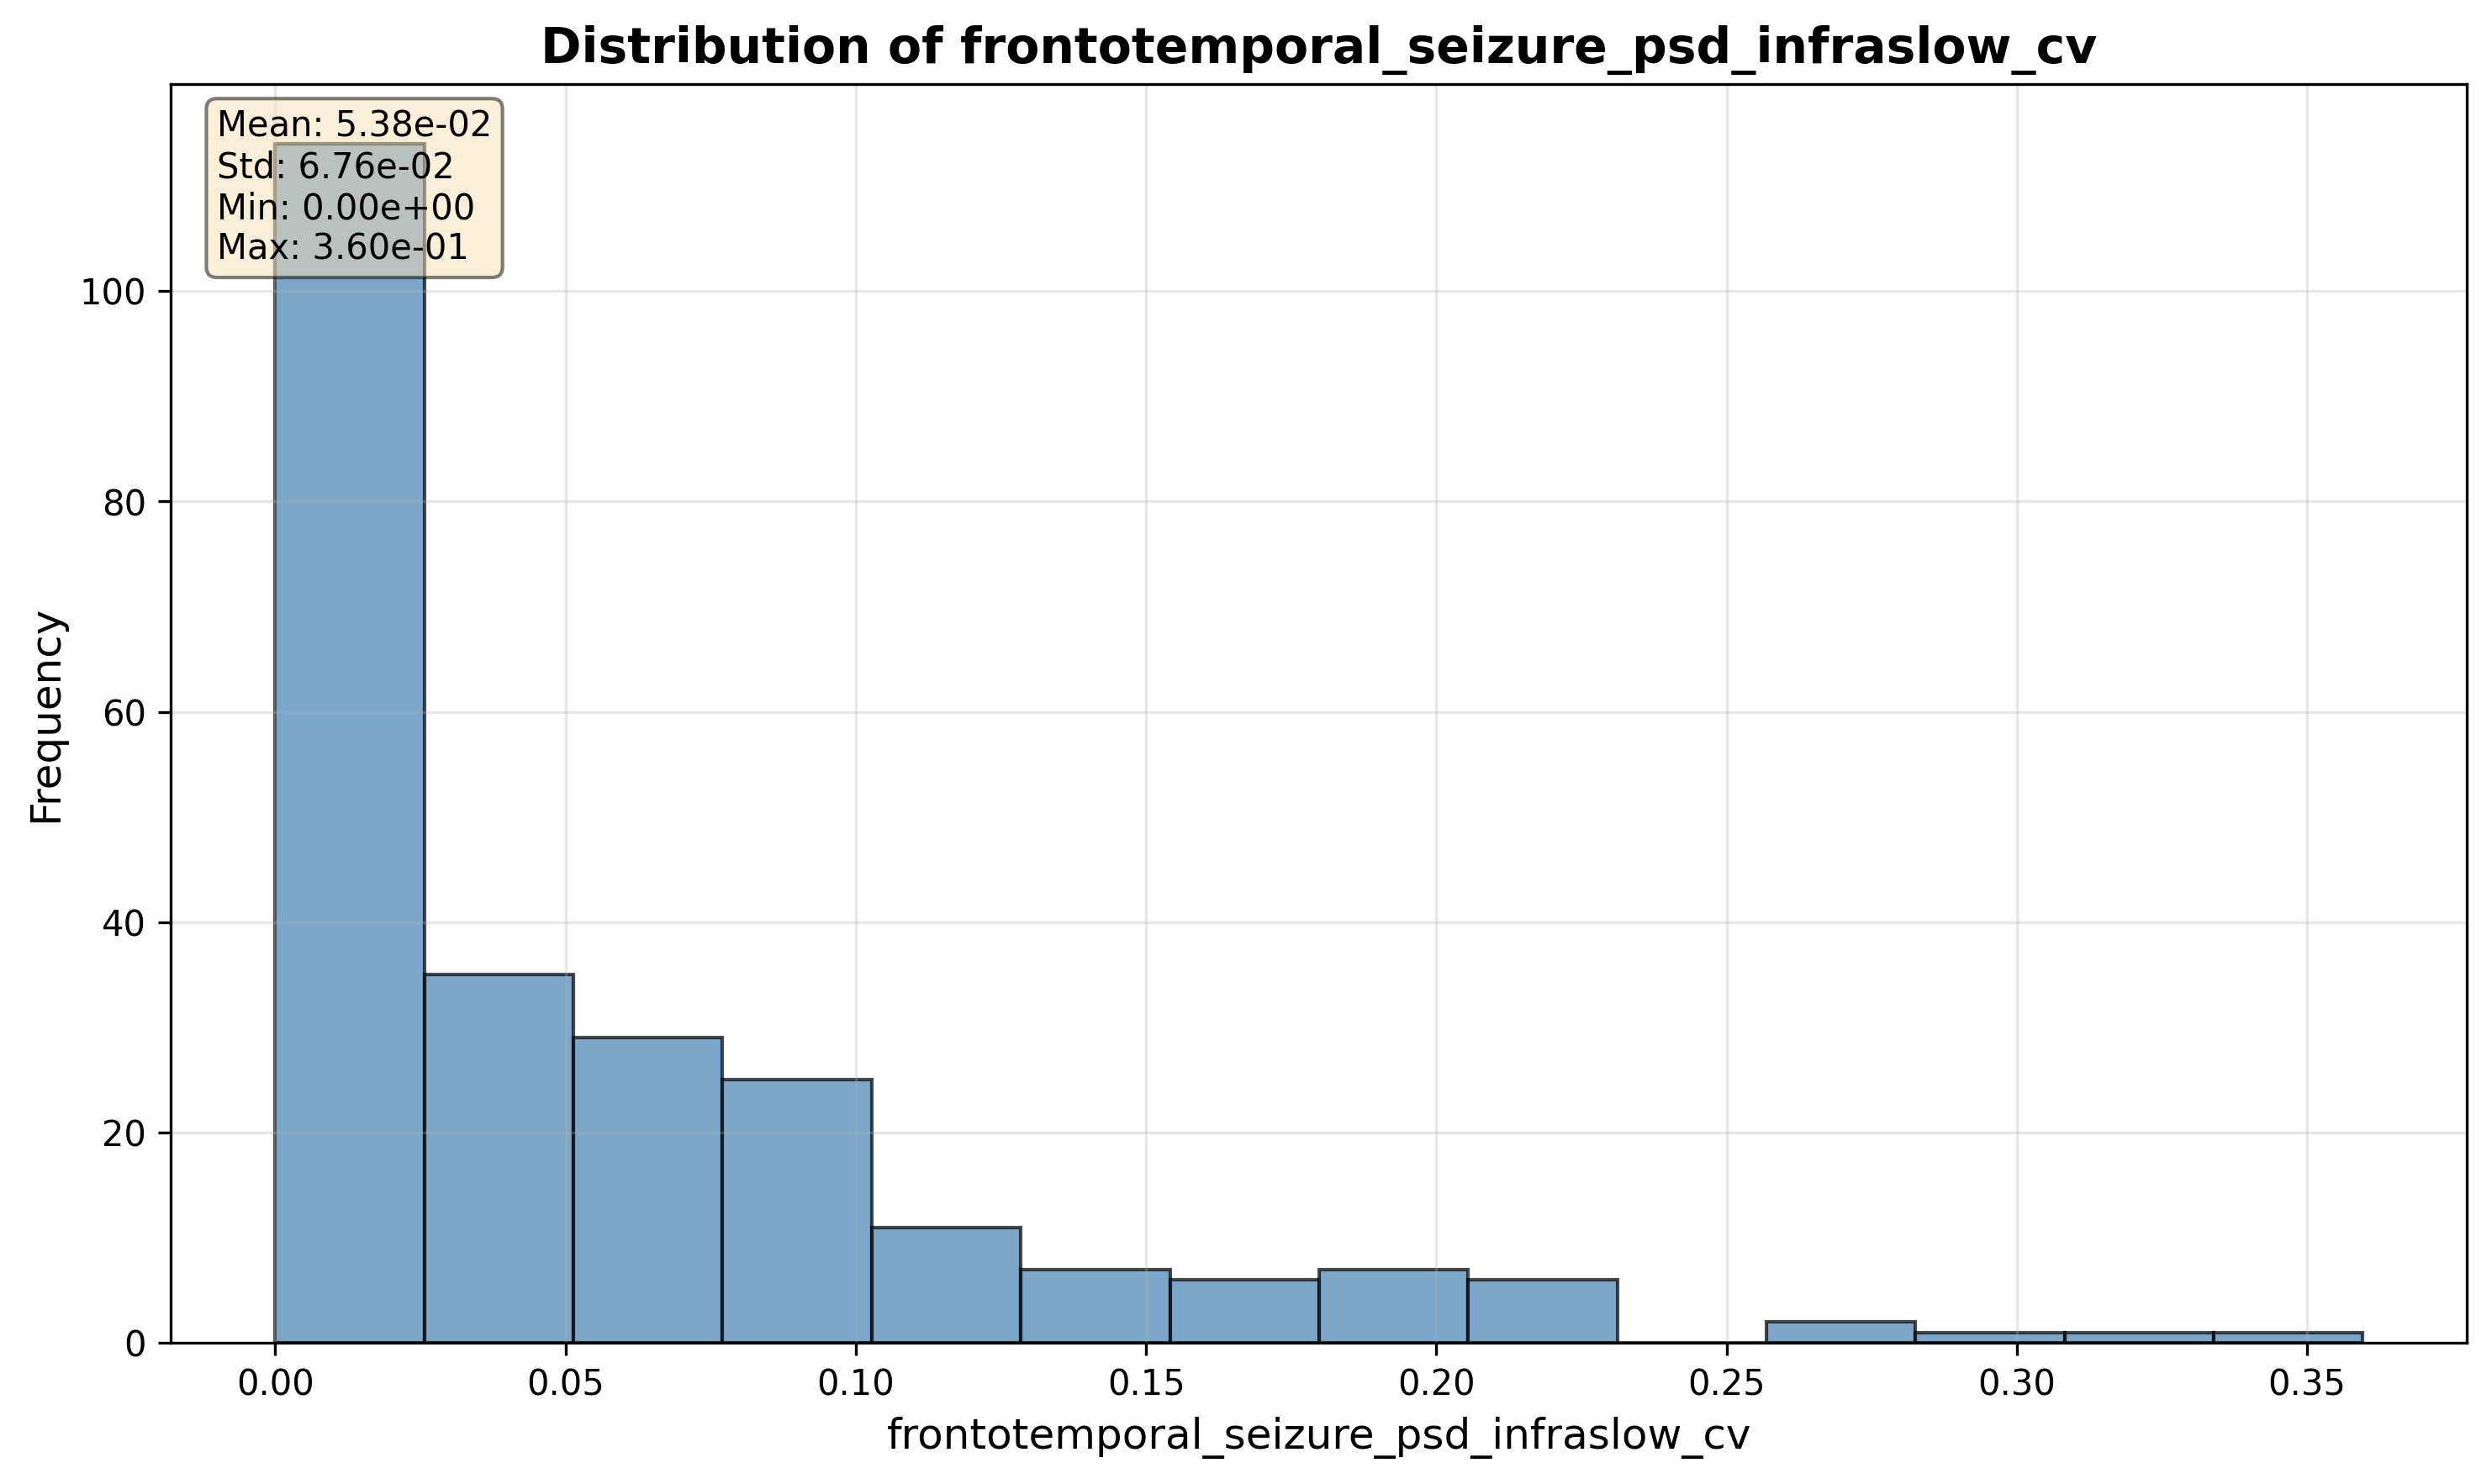 Distribution of frontotemporal_seizure_psd_infraslow_cv
Mean: 5.38e-02
Std: 6.76e-02
Min: 0.00e+00
Max: 3.60e-01
100
80
60
40
20
0
Frequency
0.00 0.05 0.10 0.15 0.20 0.25 0.30 0.35
frontotemporal_seizure_psd_infraslow_cv